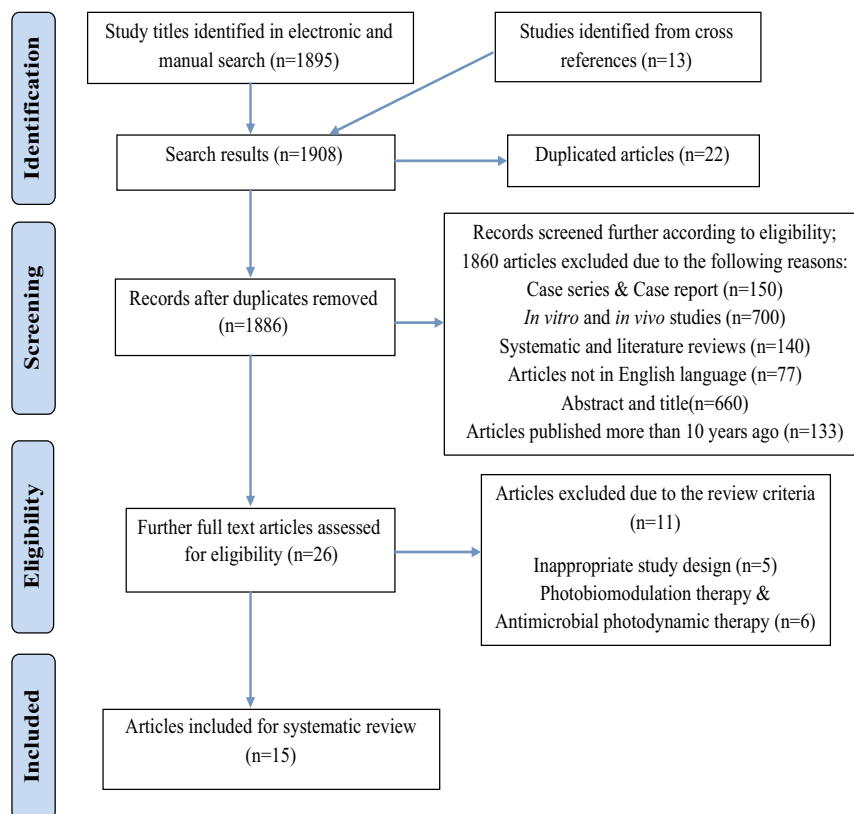 Identification
Study titles identified in electronic and
manual search (n=1895)
Studies identified from cross
references (n=13)
Search results (n=1908)
Duplicated articles (n=22)
Screening
Records after duplicates removed
(n=1886)
Records screened further according to eligibility;
1860 articles excluded due to the following reasons:
Case series & Case report (n=150)
In vitro and in vivo studies (n=700)
Systematic and literature reviews (n=140)
Articles not in English language (n=77)
Abstract and title(n=660)
Articles published more than 10 years ago (n=133)
Eligibility
Further full text articles assessed
for eligibility (n=26)
Articles excluded due to the review criteria
(n=11)
Inappropriate study design (n=5)
Photobiomodulation therapy &
Antimicrobial photodynamic therapy (n=6)
Included
Articles included for systematic review
(n=15)